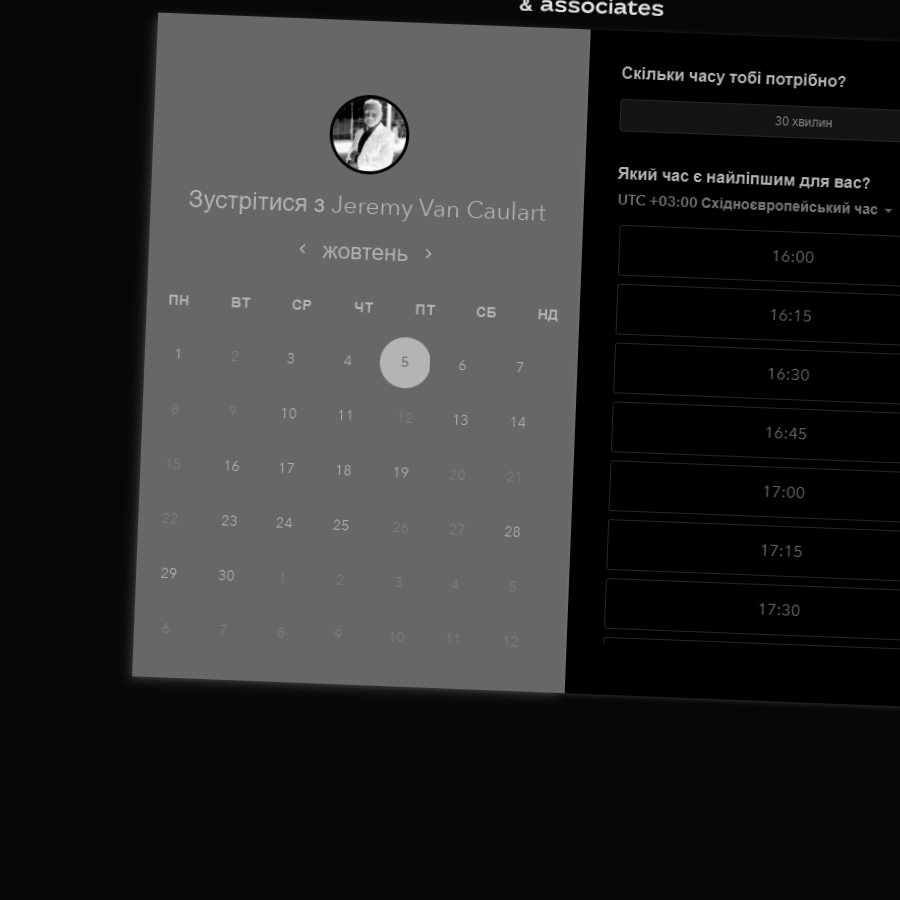 & associates
Зустрітися з Jeremy Van Caulart
жовтень
ПН ВТ СР ЧТ ПТ СБ НД
1 2 3 4 5 6 7
8 9 10 11 12 13 14
15 16 17 18 19 20 21
22 23 24 25 26 27 28
29 30 1 2 3 4 5
6 7 8 9 10 11 12
Скільки часу тобі потрібно?
30 хвилин
Який час є найліпшим для вас?
UTC +03:00 Східноєвропейський час
16:00
16:15
16:30
16:45
17:00
17:15
17:30